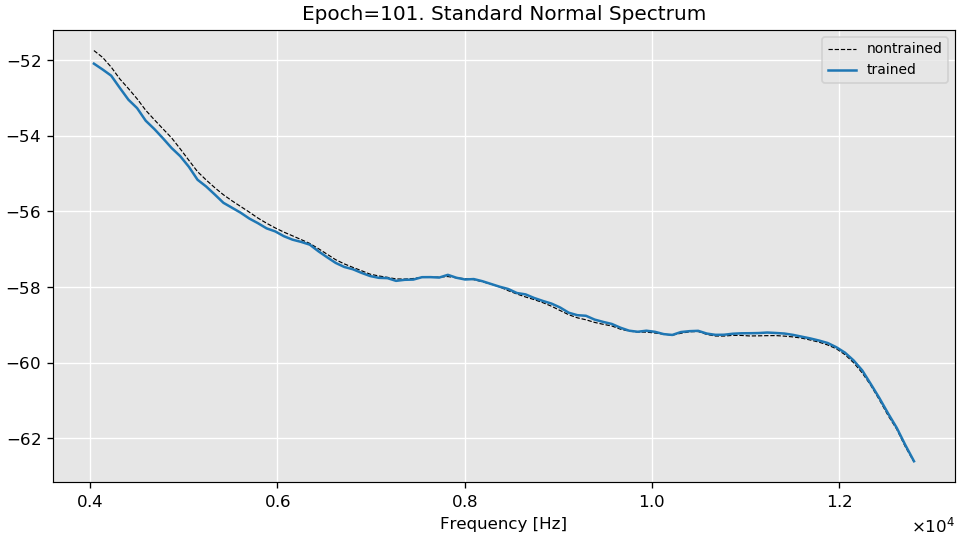 Epoch=101. Standard Normal Spectrum
nontrained
trained
−52
−54
−56
−58
−60
−62
0.4 0.6 0.8 1.0 1.2
Frequency [Hz]
×10⁴